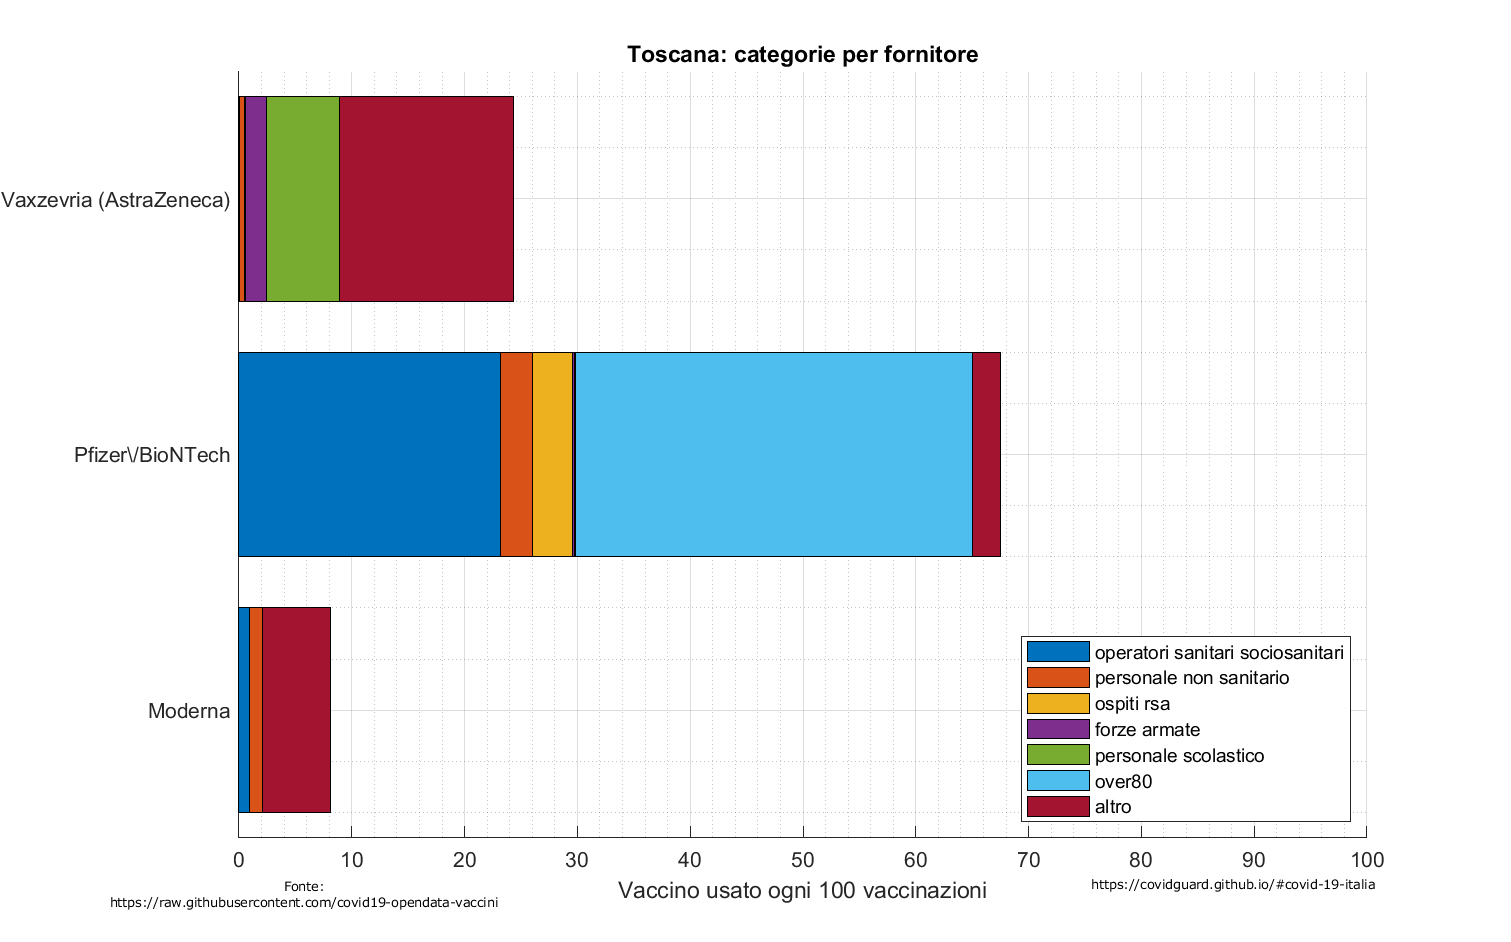 Toscana: categorie per fornitore
Vaxzevria (AstraZeneca)
Pfizer\/BioNTech
Moderna
operatori sanitari sociosanitari
personale non sanitario
ospiti rsa
forze armate
personale scolastico
over80
altro
0 10 20 30 40 50 60 70 80 90 100
Vaccino usato ogni 100 vaccinazioni
Fonte:
https://raw.githubusercontent.com/covid19-opendata-vaccini
https://covidguard.github.io/#covid-19-italia